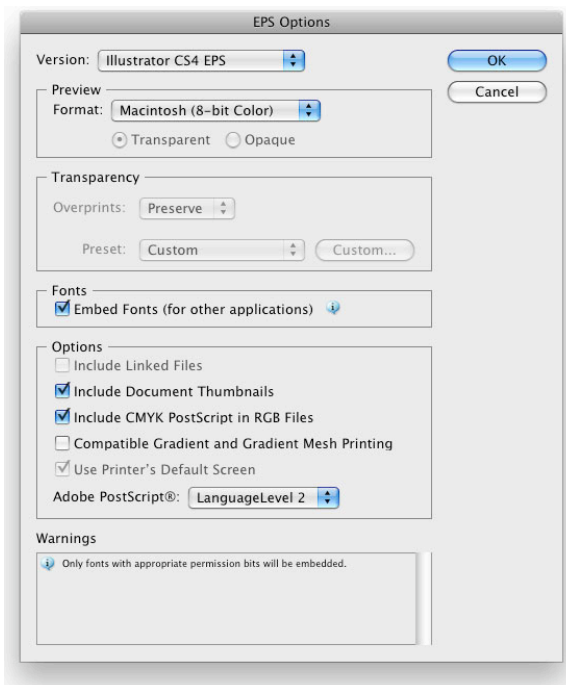 EPS Options
Version: Illustrator CS4 EPS
OK
Cancel
Preview
Format: Macintosh (8-bit Color)
Transparent Opaque
Transparency
Overprints: Preserve
Preset: Custom Custom...
Fonts
Embed Fonts (for other applications)
Options
Include Linked Files
Include Document Thumbnails
Include CMYK PostScript in RGB Files
Compatible Gradient and Gradient Mesh Printing
Use Printer's Default Screen
Adobe PostScript®: LanguageLevel 2
Warnings
Only fonts with appropriate permission bits will be embedded.